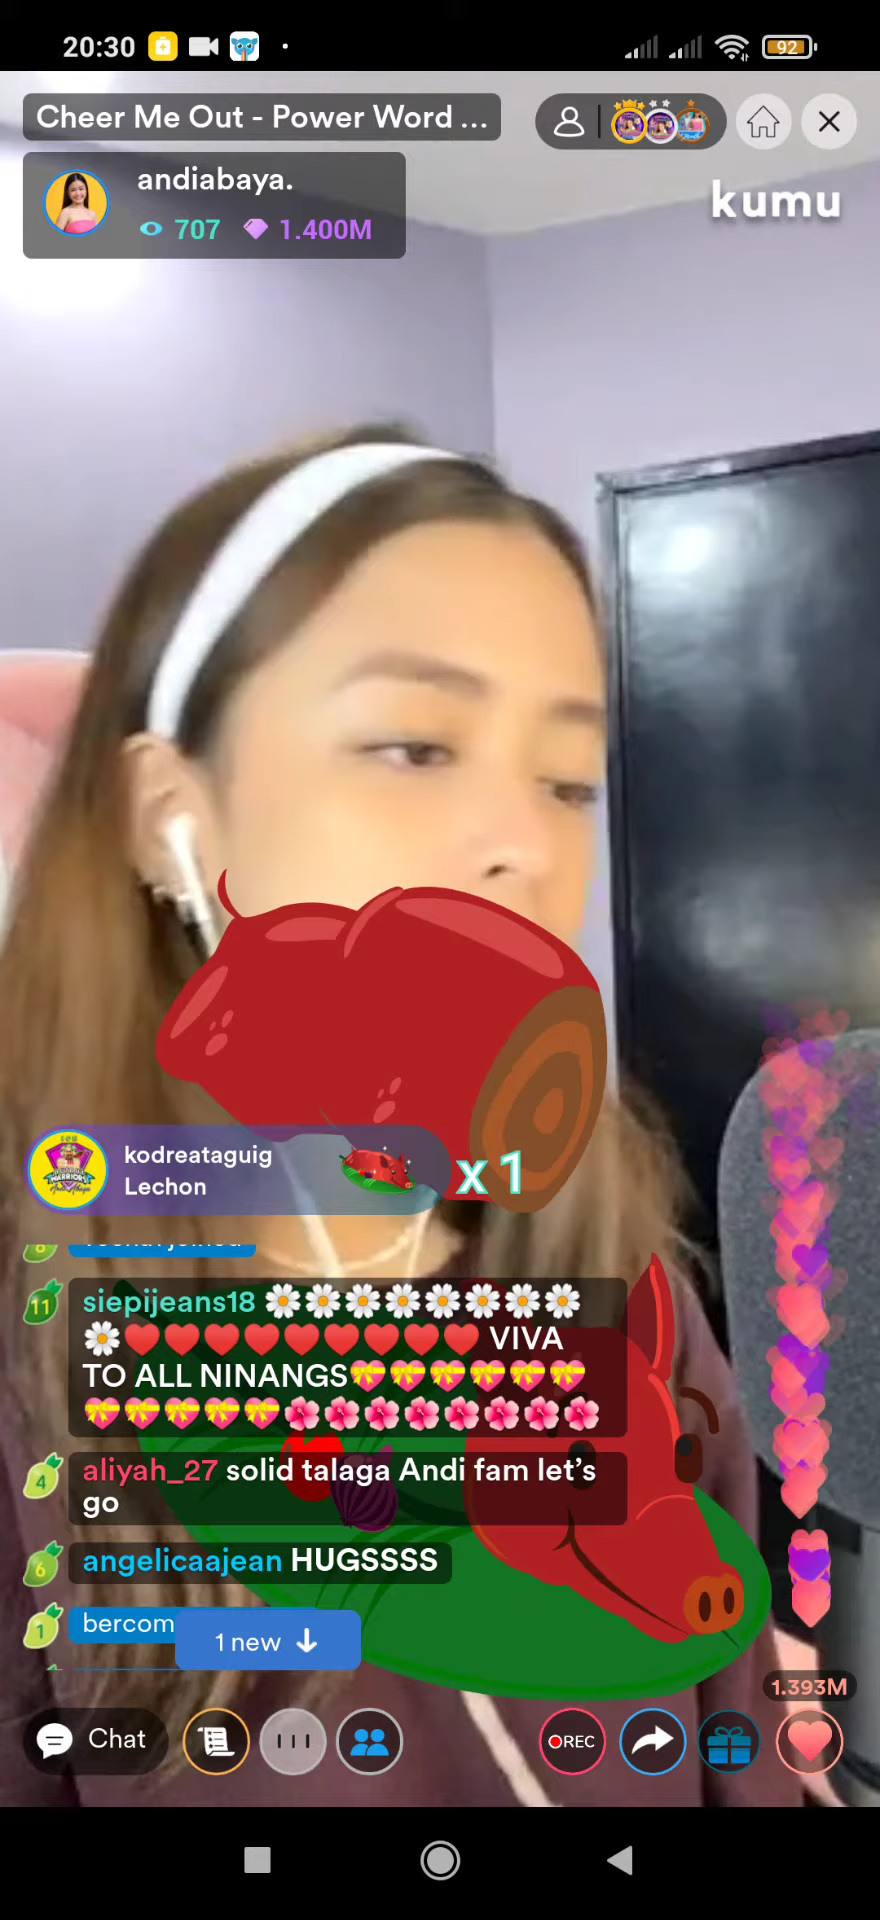 20:30
92
Cheer Me Out - Power Word ...
andiabaya.
707 1.400M
kumu
kodreataguig
Lechon
x 1
8
joined
11 siepijeans18 🌼🌼🌼🌼🌼🌼🌼🌼
🌼❤️❤️❤️❤️❤️❤️❤️❤️❤️ VIVA
TO ALL NINANGS💝💝💝💝💝💝
💝💝💝💝💝🌺🌺🌺🌺🌺🌺🌺🌺
4 aliyah_27 solid talaga Andi fam let's
go
6 angelicaajean HUGSSSS
1 bercom
1 new ↓
1.393M
Chat
REC